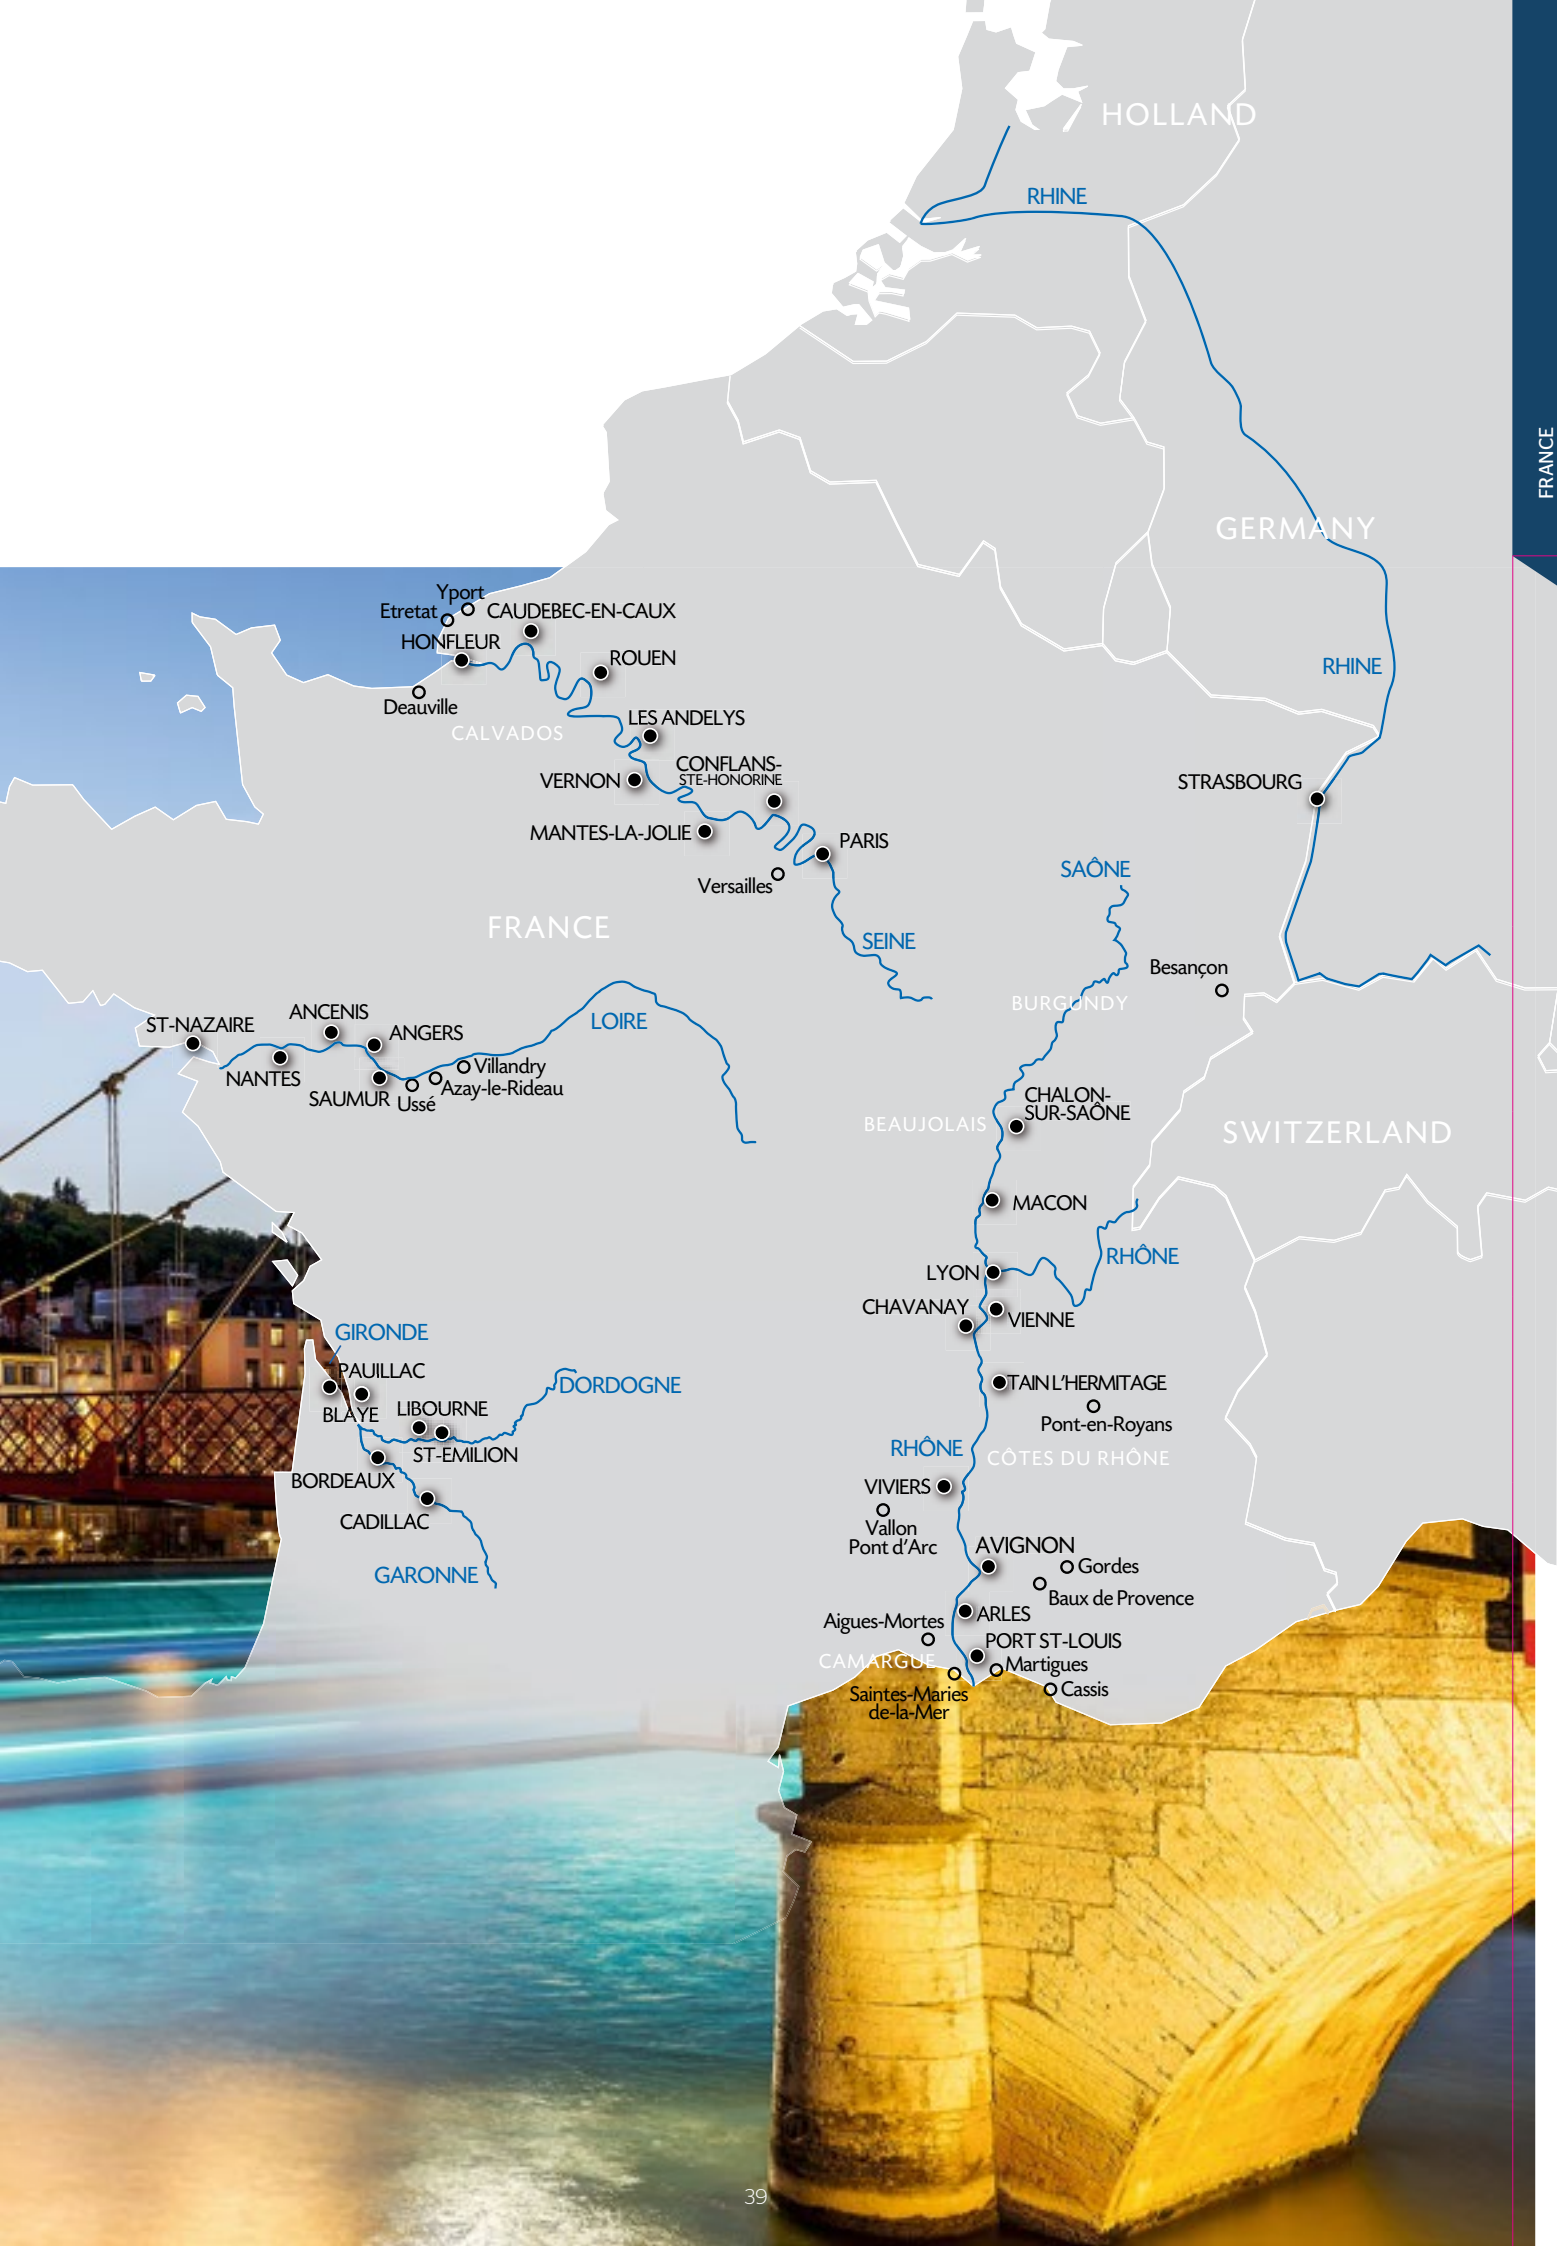 HOLLAND
RHINE
FRANCE
GERMANY
Yport
Etretat
CAUDEBEC-EN-CAUX
HONFLEUR
ROUEN
RHINE
Deauville
LES ANDELYS
CALVADOS
CONFLANS-
STE-HONORINE
VERNON
STRASBOURG
MANTES-LA-JOLIE
PARIS
SAÔNE
Versailles
FRANCE
SEINE
Besançon
BURGUNDY
ANCENIS
LOIRE
ST-NAZAIRE
ANGERS
Villandry
NANTES
Azay-le-Rideau
SAUMUR
Ussé
CHALON-
SUR-SAÔNE
BEAUJOLAIS
SWITZERLAND
MACON
RHÔNE
LYON
CHAVANAY
VIENNE
GIRONDE
PAUILLAC
DORDOGNE
TAIN L'HERMITAGE
LIBOURNE
BLAYE
Pont-en-Royans
RHÔNE
ST-EMILION
CÔTES DU RHÔNE
BORDEAUX
VIVIERS
CADILLAC
Vallon
Pont d'Arc
AVIGNON
Gordes
GARONNE
Baux de Provence
ARLES
Aigues-Mortes
PORT ST-LOUIS
CAMARGUE
Martigues
Cassis
Saintes-Maries
de-la-Mer
39